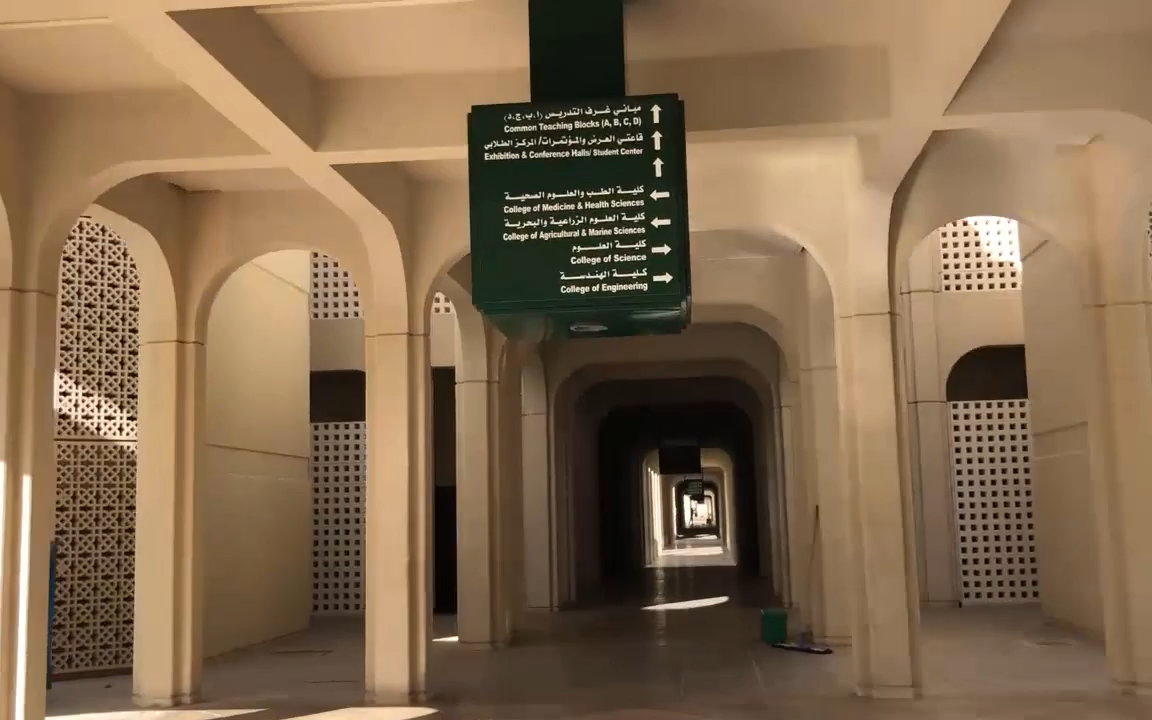 مباني غرف التدريس (ا،ب،ج،د)
Common Teaching Blocks (A, B, C, D)
قاعتي العرض والمؤتمرات/ المركز الطلابي
Exhibition & Conference Halls/ Student Center
كلية الطب والعلوم الصحية
College of Medicine & Health Sciences
كلية العلوم الزراعية والبحرية
College of Agricultural & Marine Sciences
كلية العلوم
College of Science
كلية الهندسة
College of Engineering